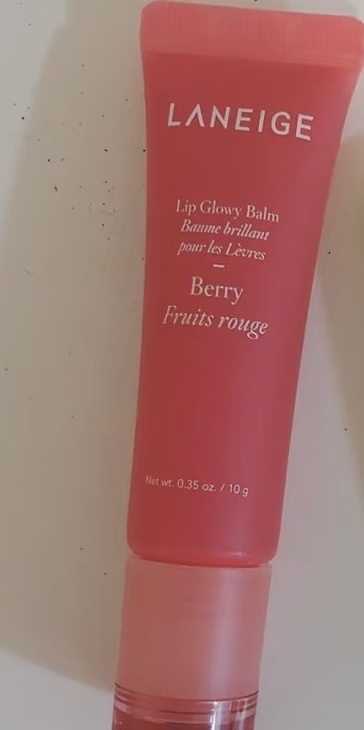 LANEIGE
Lip Glowy Balm
Baume brillant
pour les Lèvres
Berry
Fruits rouge
Net wt. 0.35 oz. / 10 g